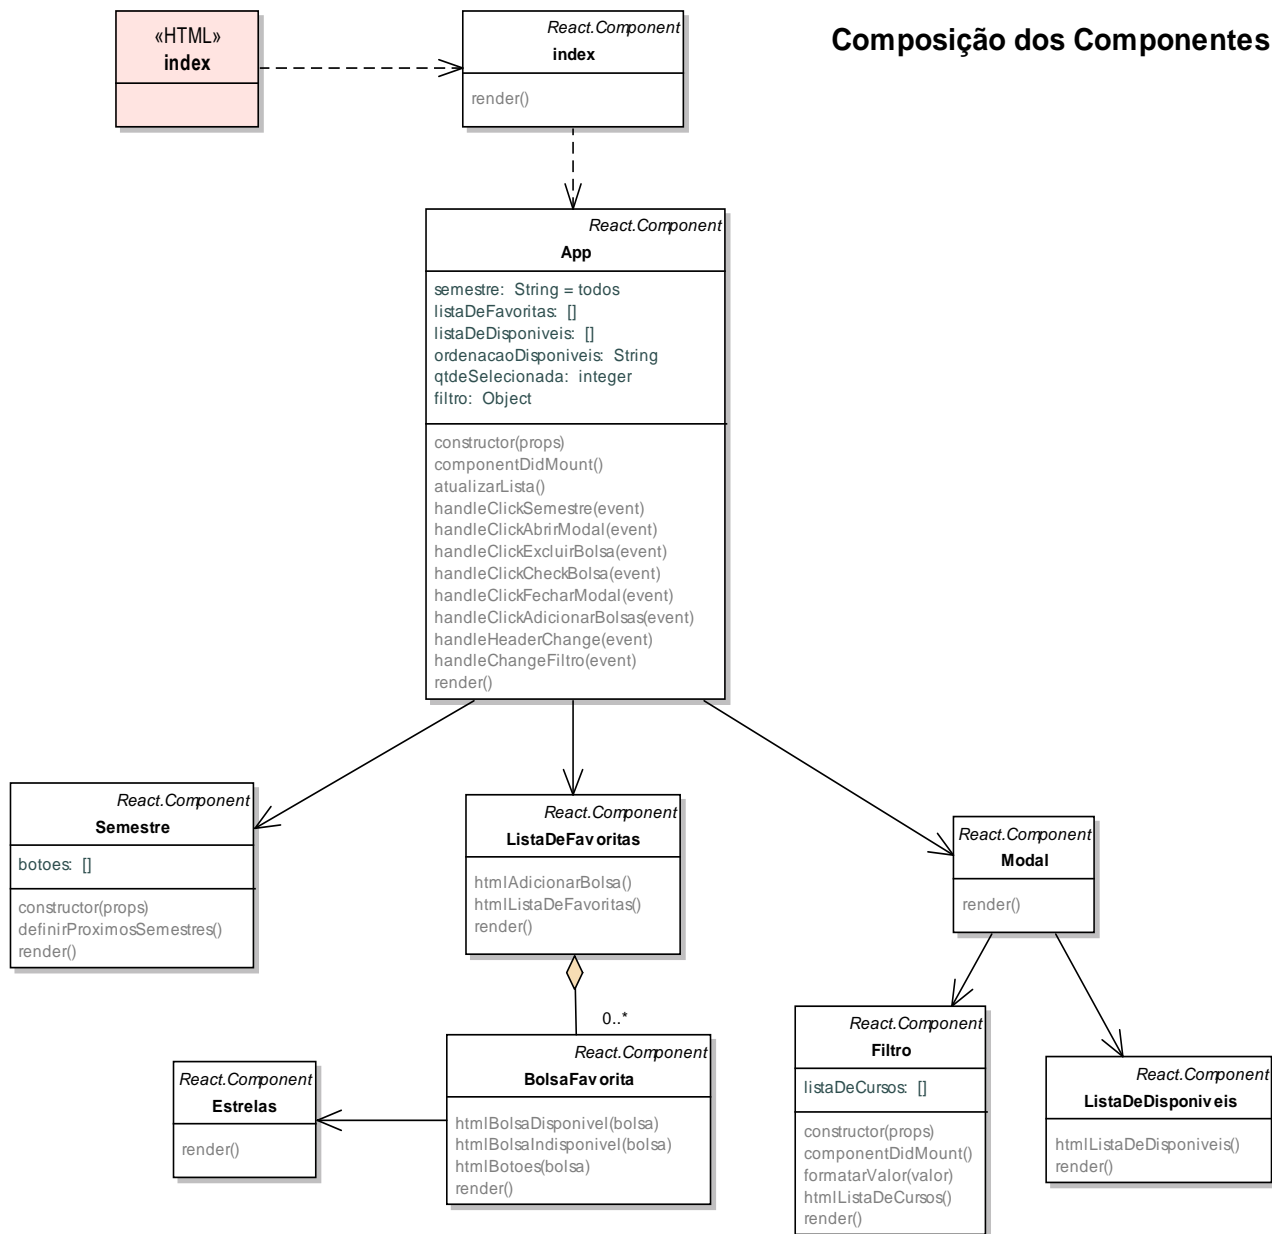 «HTML»
index
React.Component
index
render()
Composição dos Componentes
React.Component
App
semestre: String = todos
listaDeFavoritas: []
listaDeDisponiveis: []
ordenacaoDisponiveis: String
qtdeSelecionada: integer
filtro: Object
constructor(props)
componentDidMount()
atualizarLista()
handleClickSemestre(event)
handleClickAbrirModal(event)
handleClickExcluirBolsa(event)
handleClickCheckBolsa(event)
handleClickFecharModal(event)
handleClickAdicionarBolsas(event)
handleHeaderChange(event)
handleChangeFiltro(event)
render()
React.Component
Semestre
botoes: []
constructor(props)
definirProximosSemestres()
render()
React.Component
ListaDeFavoritas
htmlAdicionarBolsa()
htmlListaDeFavoritas()
render()
React.Component
Modal
render()
0..*
React.Component
Estrelas
render()
React.Component
BolsaFavorita
htmlBolsaDisponivel(bolsa)
htmlBolsaIndisponivel(bolsa)
htmlBotoes(bolsa)
render()
React.Component
Filtro
listaDeCursos: []
constructor(props)
componentDidMount()
formatarValor(valor)
htmlListaDeCursos()
render()
React.Component
ListaDeDisponiveis
htmlListaDeDisponiveis()
render()